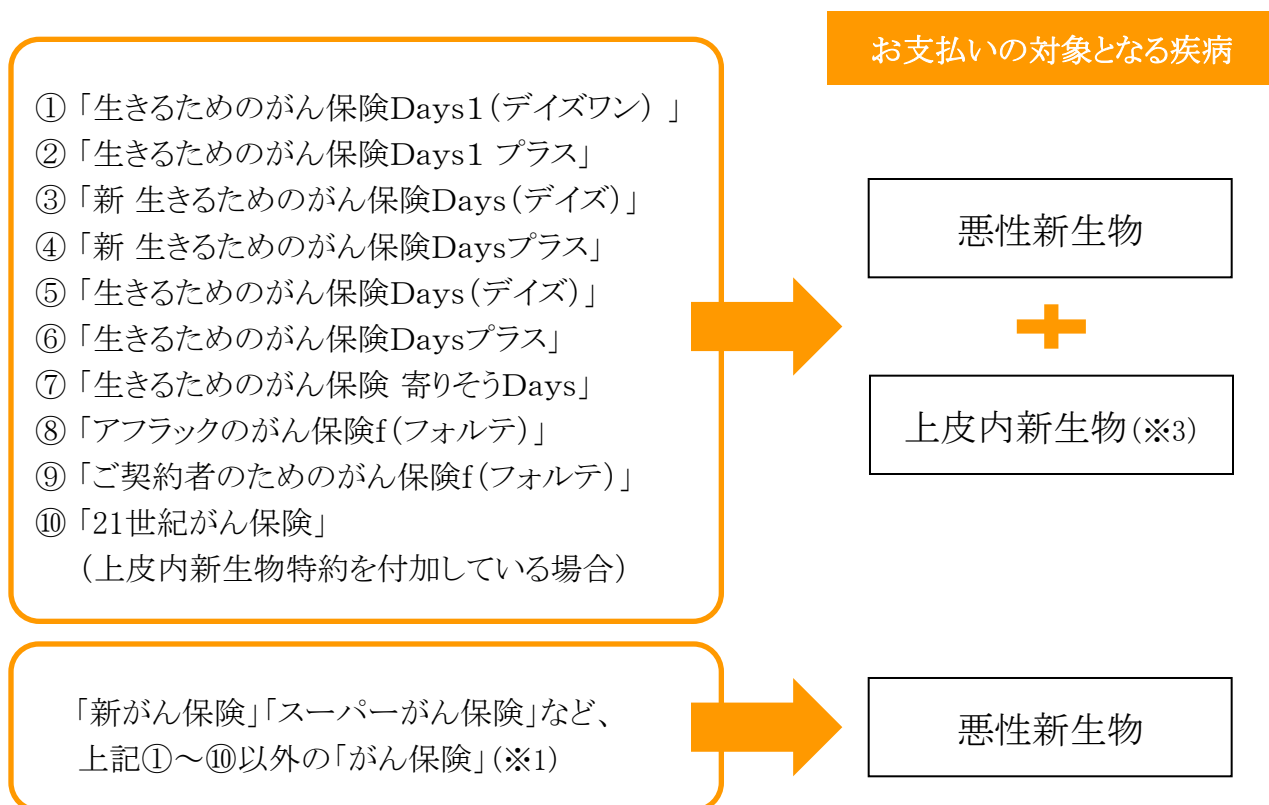 お支払いの対象となる疾病
①「生きるためのがん保険Days1(デイズワン) 」
②「生きるためのがん保険Days1 プラス」
③「新 生きるためのがん保険Days(デイズ)」
④「新 生きるためのがん保険Daysプラス」
⑤「生きるためのがん保険Days(デイズ)」
⑥「生きるためのがん保険Daysプラス」
⑦「生きるためのがん保険 寄りそうDays」
⑧「アフラックのがん保険f(フォルテ)」
⑨「ご契約者のためのがん保険f(フォルテ)」
⑩「21世紀がん保険」
(上皮内新生物特約を付加している場合)
悪性新生物
上皮内新生物(※3)
「新がん保険」「スーパーがん保険」など、
上記①～⑩以外の「がん保険」(※1)
悪性新生物